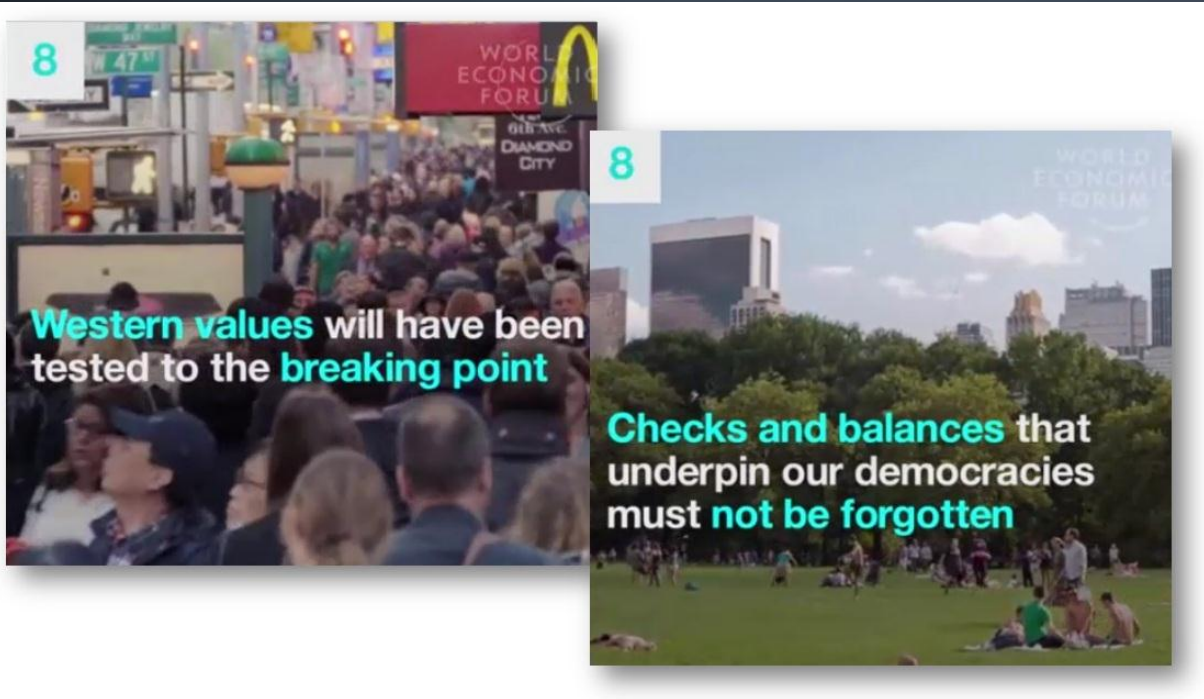 8
W 47 ST
WORLD
ECONOMIC
FORUM
6th Ave.
DIAMOND
CITY
Western values will have been
tested to the breaking point
8
WORLD
ECONOMIC
FORUM
Checks and balances that
underpin our democracies
must not be forgotten